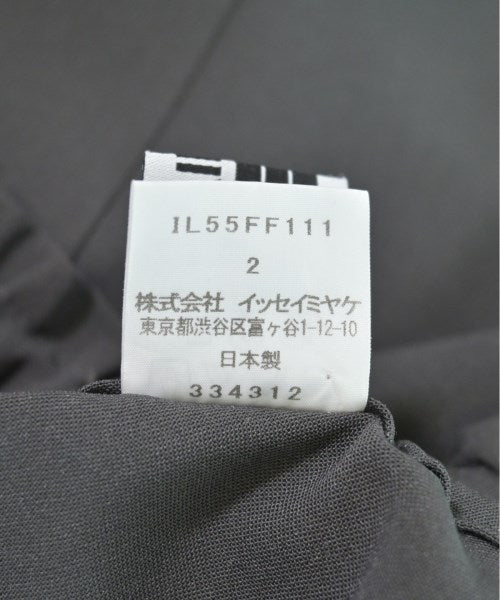 IL55FF111
2
株式会社 イッセイミヤケ
東京都渋谷区富ヶ谷1-12-10
日本製
334312